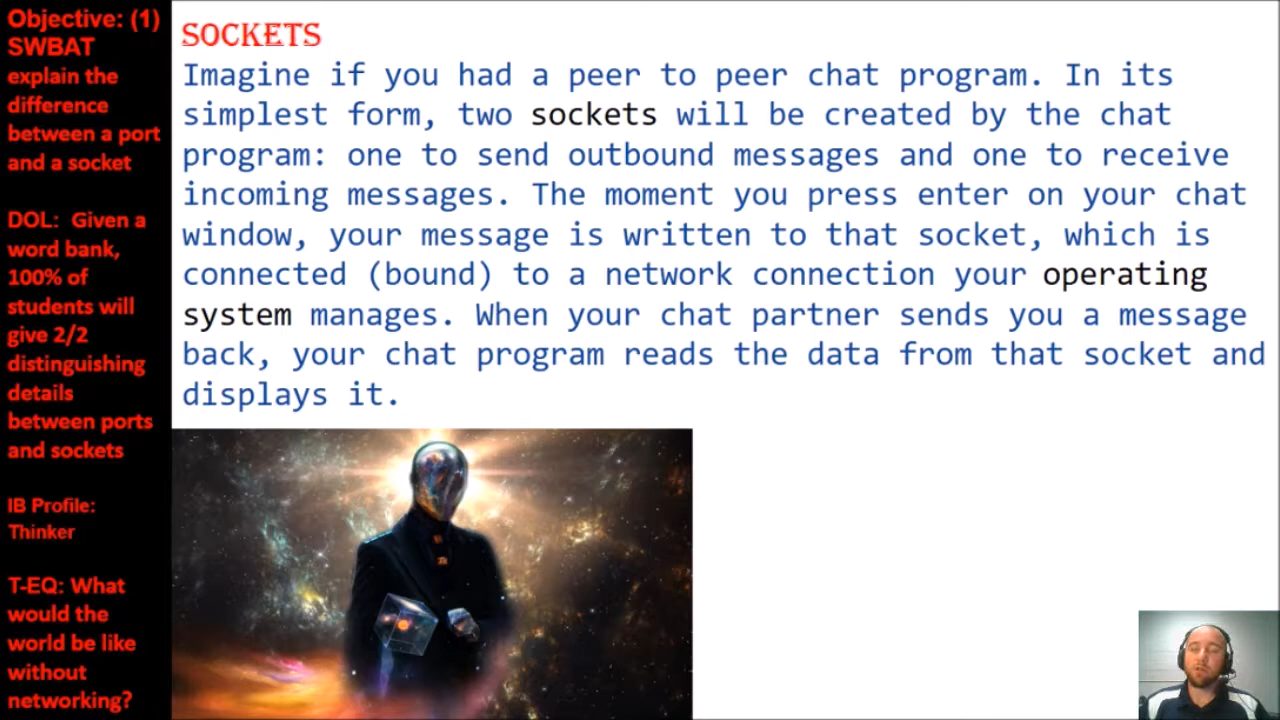 Objective: (1)
SWBAT
explain the
difference
between a port
and a socket
DOL: Given a
word bank,
100% of
students will
give 2/2
distinguishing
details
between ports
and sockets
IB Profile:
Thinker
T-EQ: What
would the
world be like
without
networking?
SOCKETS
Imagine if you had a peer to peer chat program. In its
simplest form, two sockets will be created by the chat
program: one to send outbound messages and one to receive
incoming messages. The moment you press enter on your chat
window, your message is written to that socket, which is
connected (bound) to a network connection your operating
system manages. When your chat partner sends you a message
back, your chat program reads the data from that socket and
displays it.